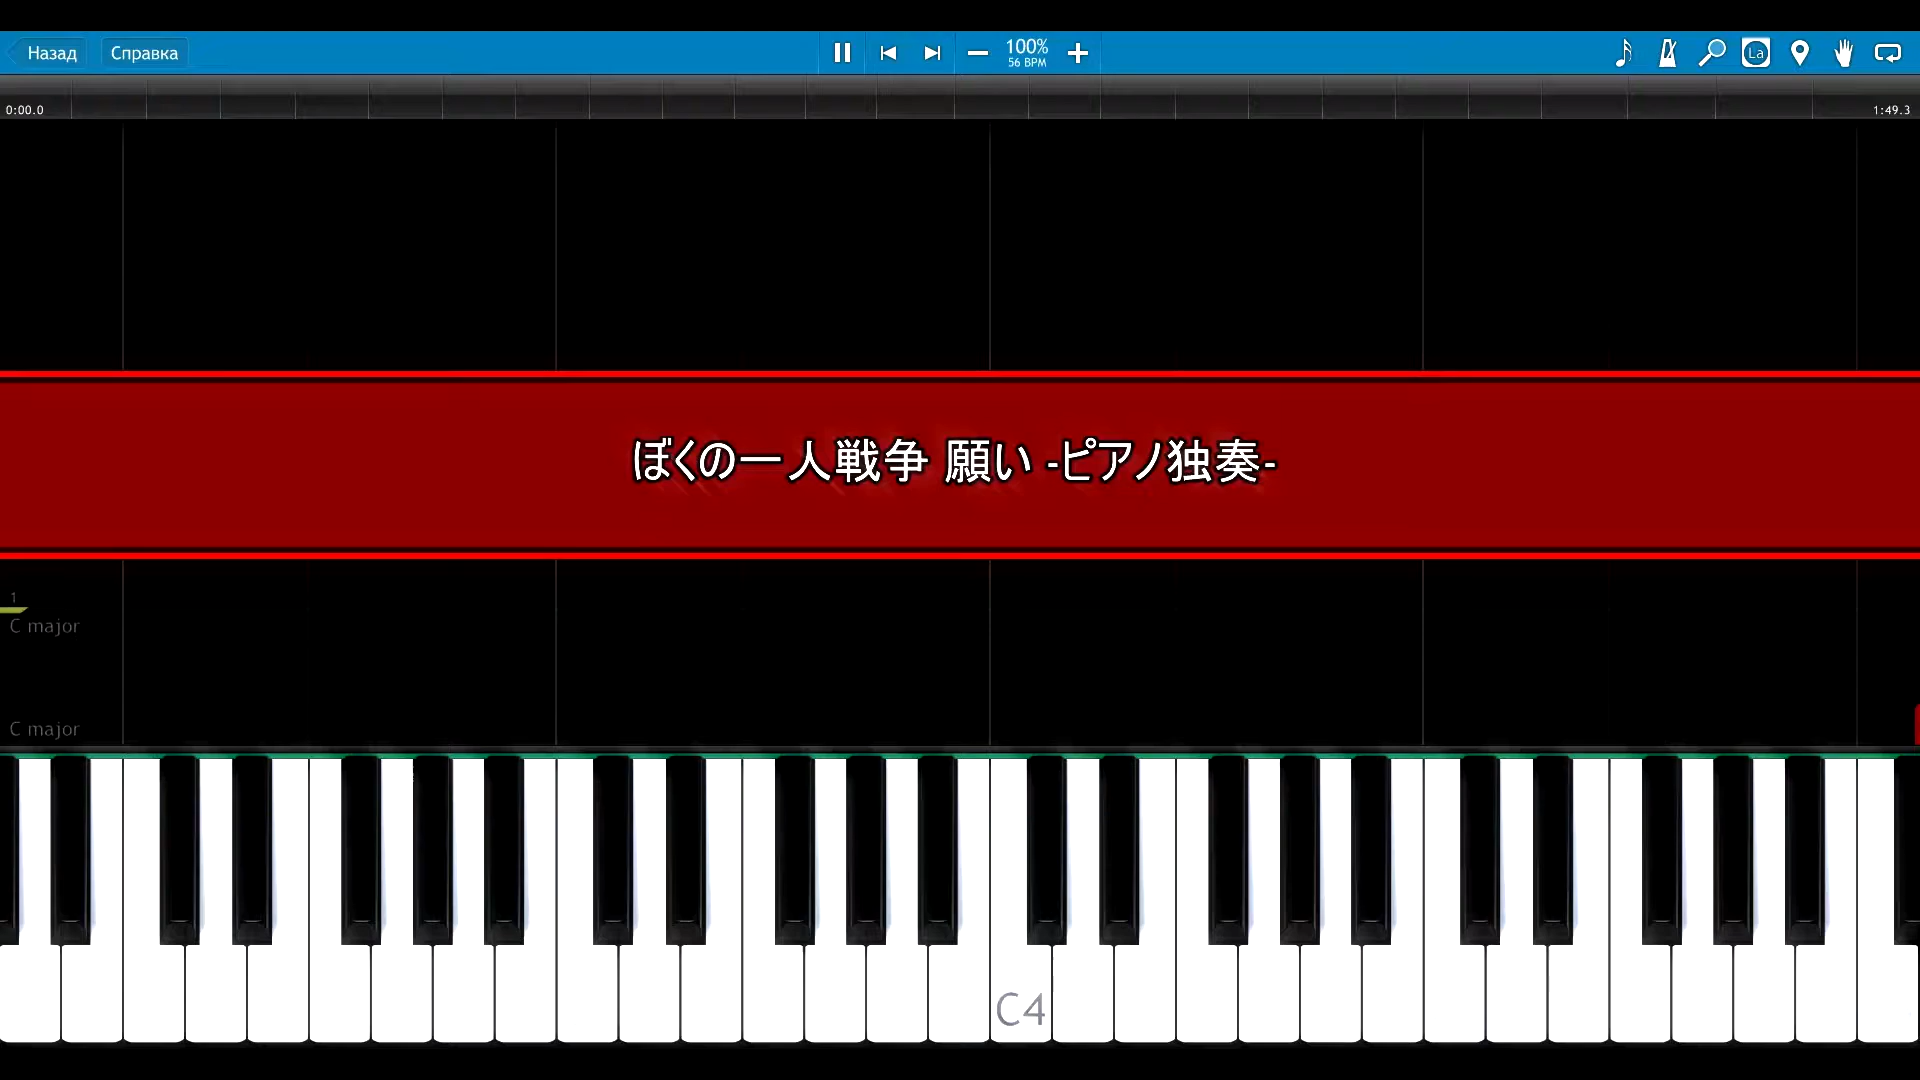 Назад Справка 100% La
56 BPM
0:00.0 1:49.3
ぼくの一人戦争 願い -ピアノ独奏-
1
C major
C major
C4